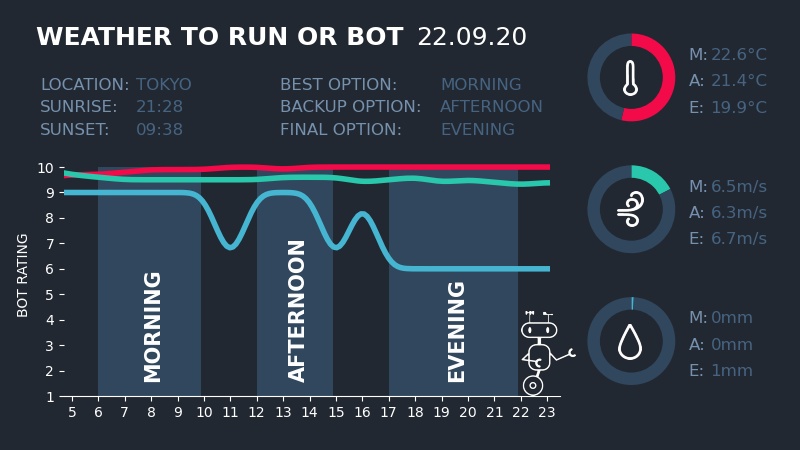 WEATHER TO RUN OR BOT 22.09.20
LOCATION: TOKYO
SUNRISE: 21:28
SUNSET: 09:38
BEST OPTION: MORNING
BACKUP OPTION: AFTERNOON
FINAL OPTION: EVENING
M: 22.6°C
A: 21.4°C
E: 19.9°C
M: 6.5m/s
A: 6.3m/s
E: 6.7m/s
M: 0mm
A: 0mm
E: 1mm
BOT RATING
10
9
8
7
6
5
4
3
2
1
MORNING
AFTERNOON
EVENING
5 6 7 8 9 10 11 12 13 14 15 16 17 18 19 20 21 22 23